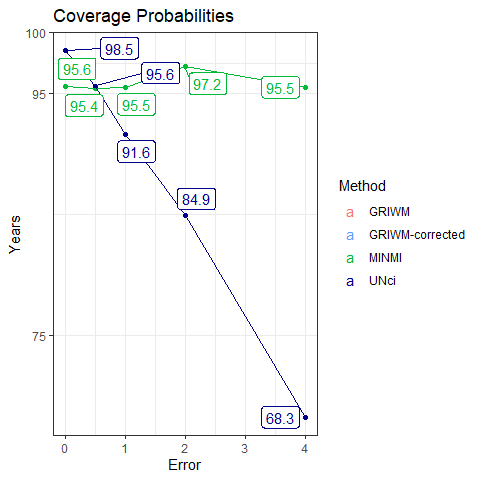 Coverage Probabilities
100
98.5
95.6
95.6
97.2
95.5
95
95.4
95.5
91.6
84.9
75
68.3
Years
0
1
2
3
4
Error
Method
a GRIWM
a GRIWM-corrected
a MINMI
a UNci